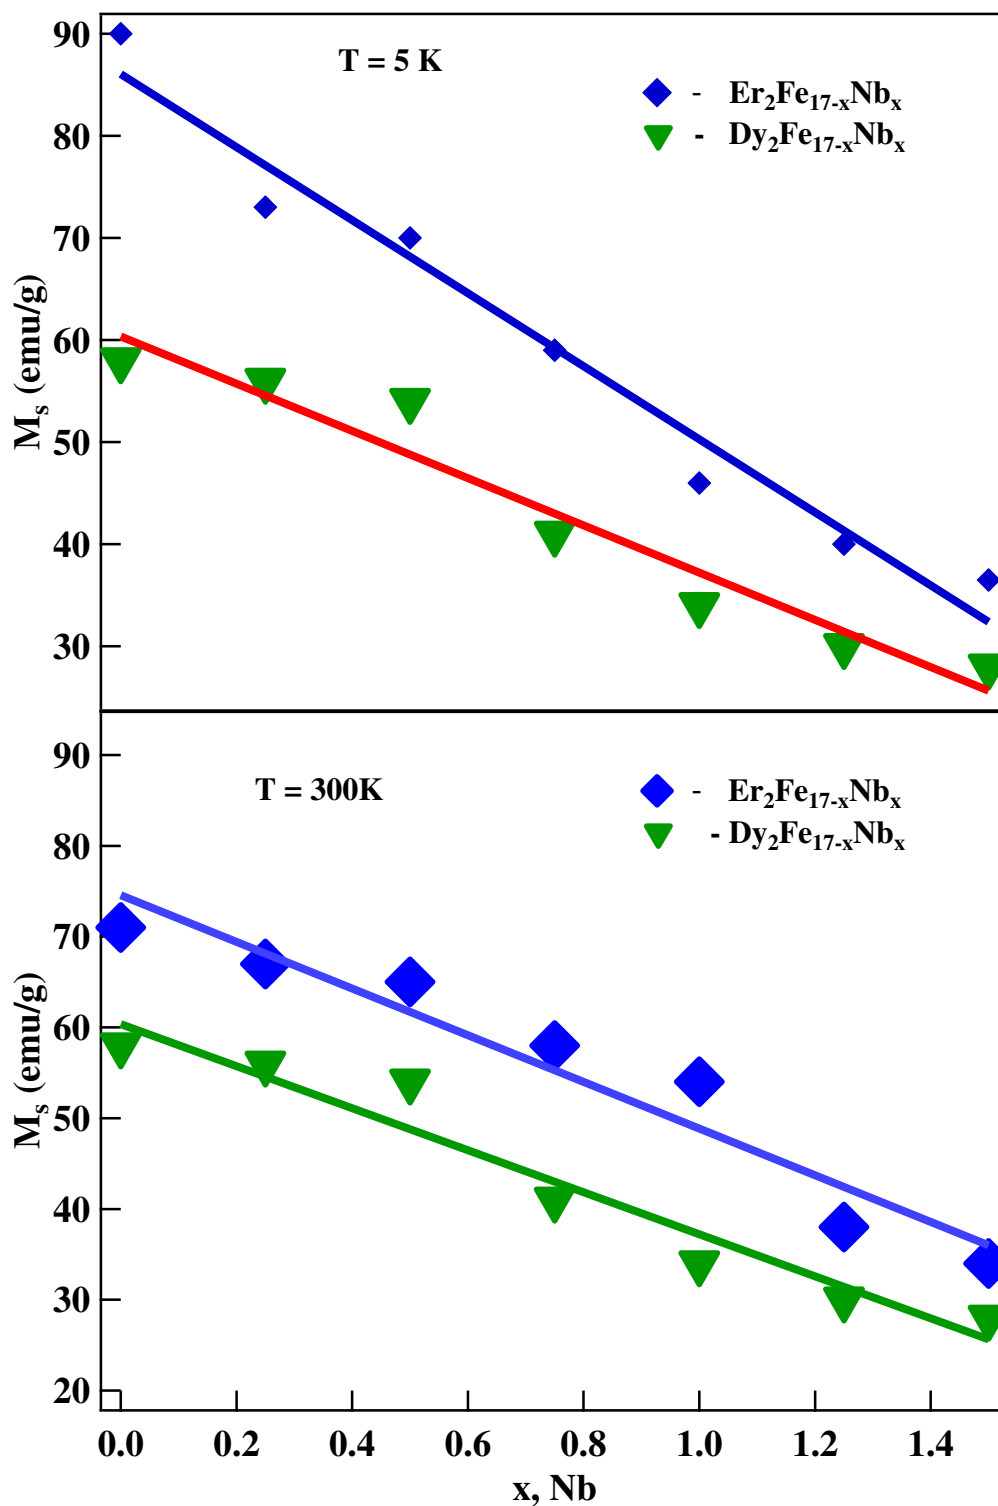 90
80
70
60
50
40
30
M_s (emu/g)
T = 5 K
- Er₂Fe₁₇₋ₓNbₓ
- Dy₂Fe₁₇₋ₓNbₓ
90
80
70
60
50
40
30
20
M_s (emu/g)
T = 300K
- Er₂Fe₁₇₋ₓNbₓ
- Dy₂Fe₁₇₋ₓNbₓ
0.0 0.2 0.4 0.6 0.8 1.0 1.2 1.4
x, Nb